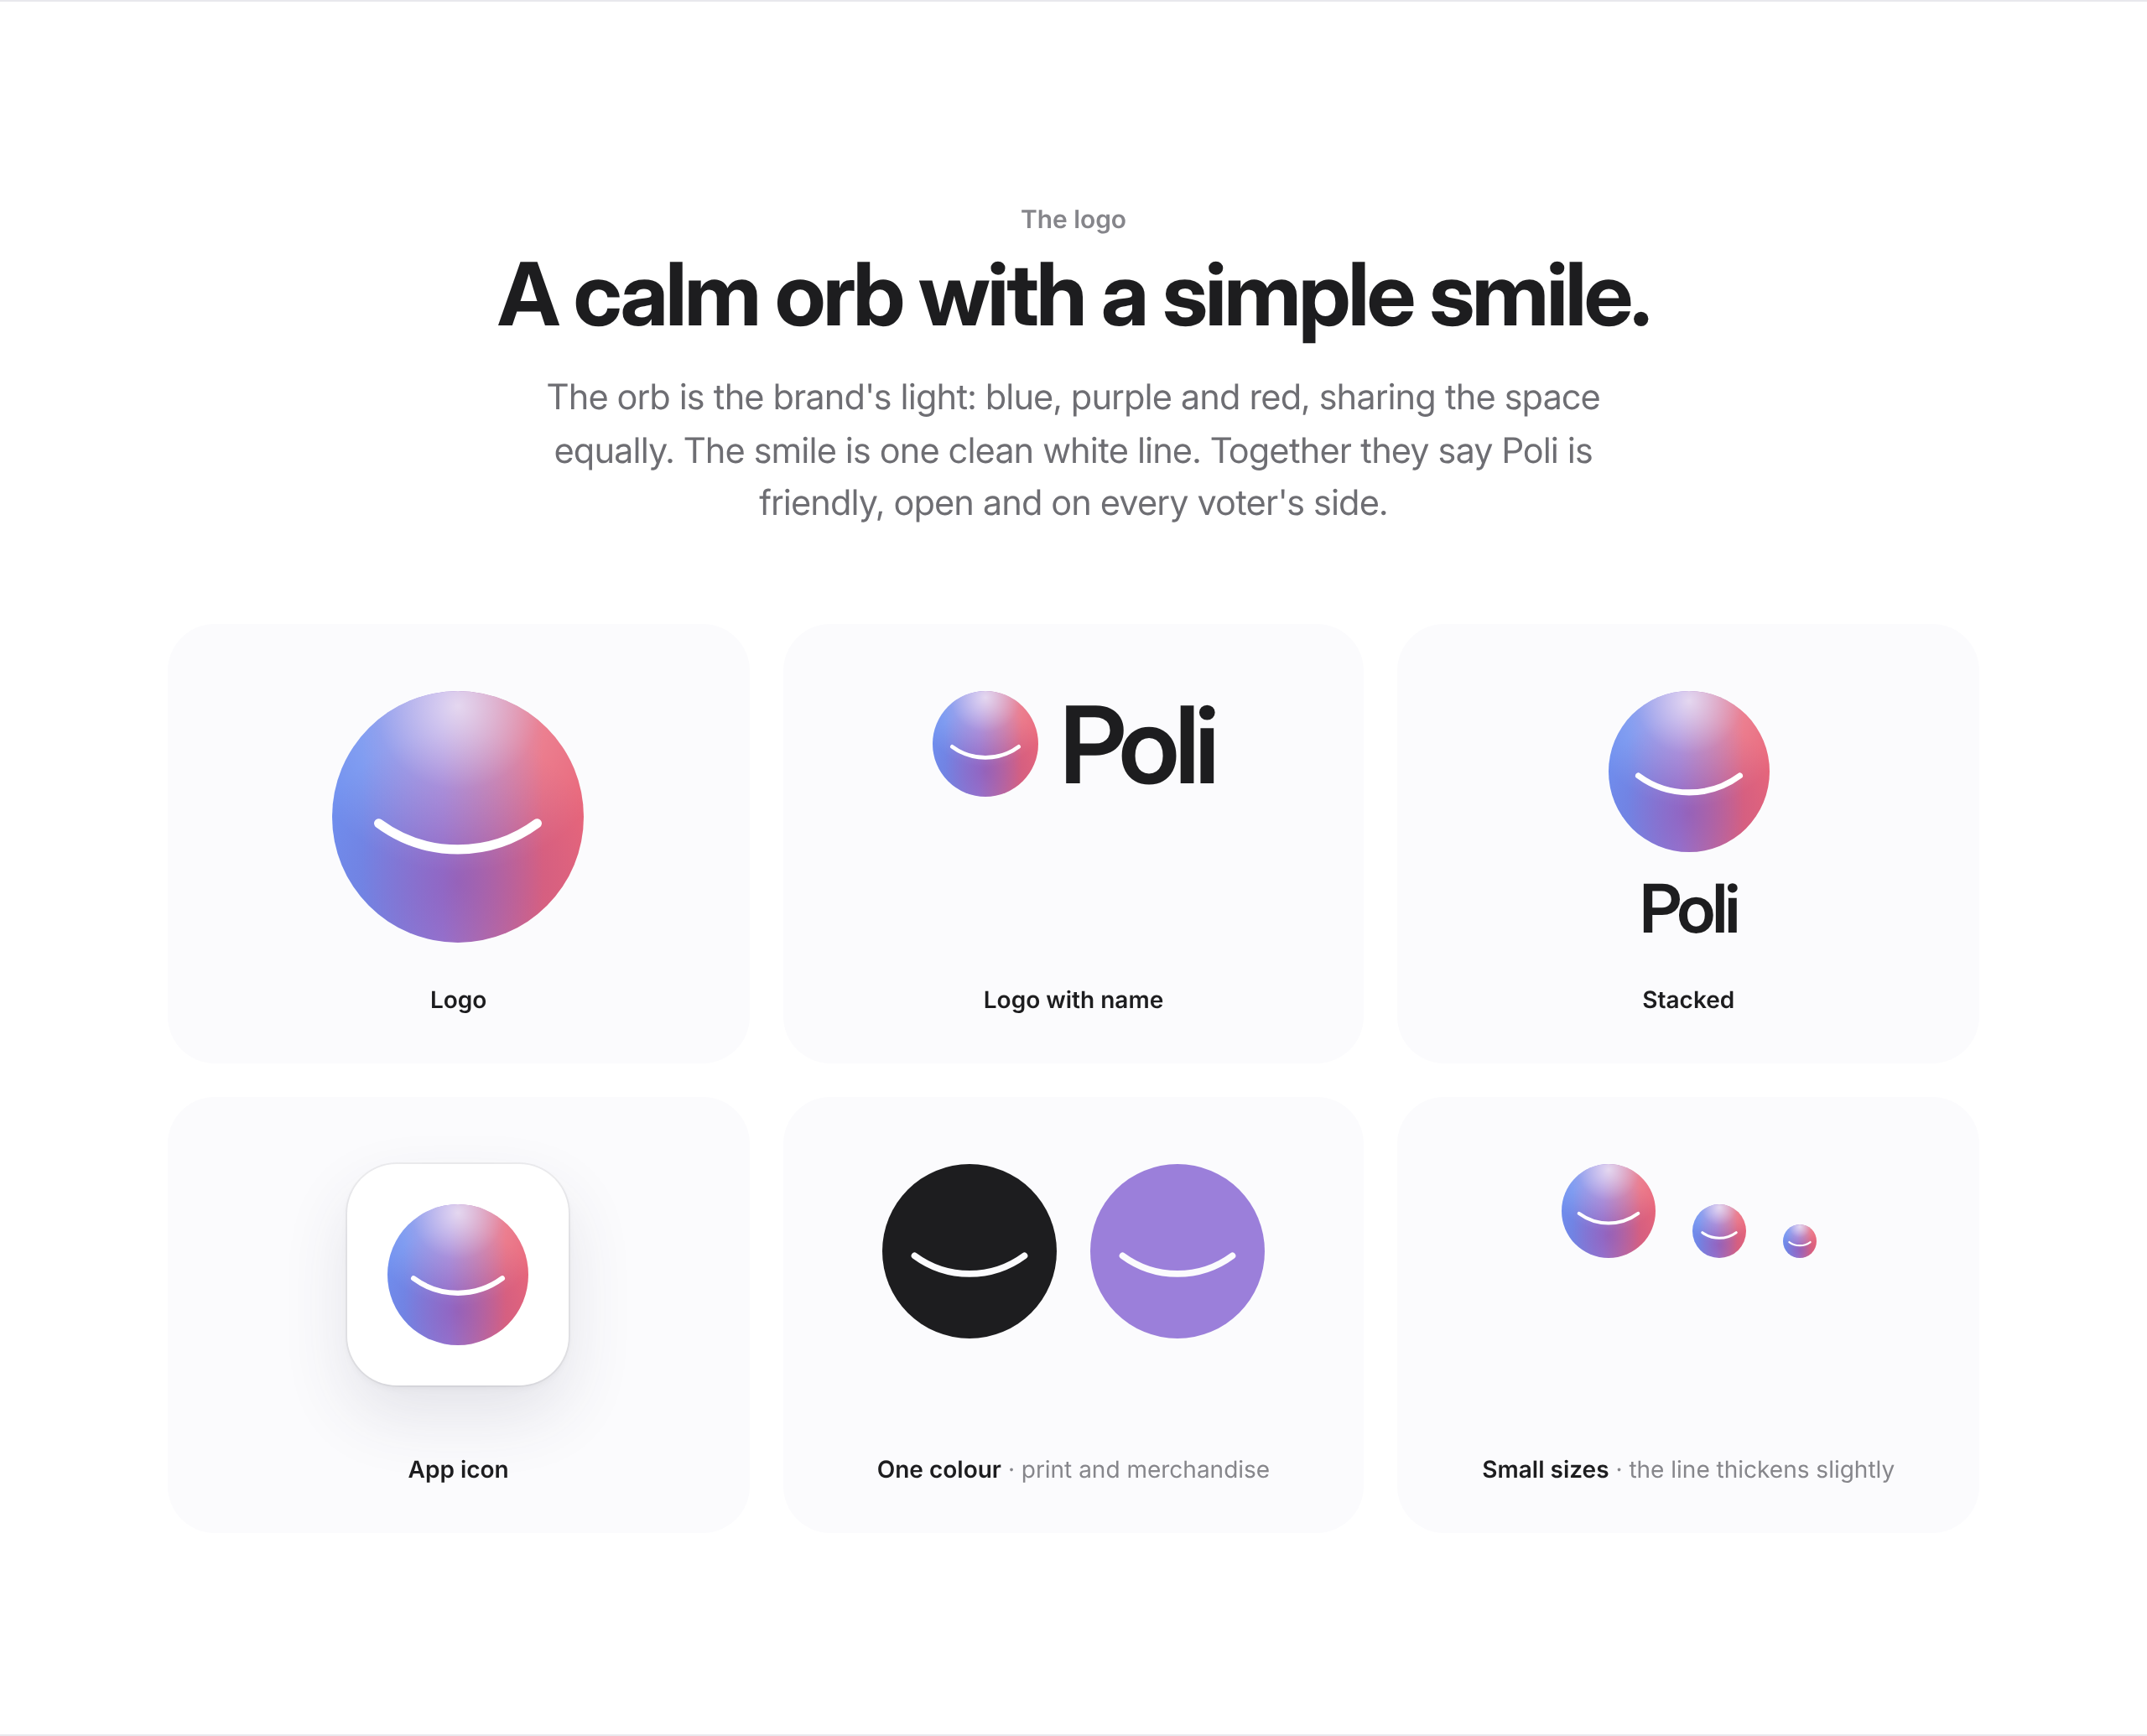 The logo
A calm orb with a simple smile.
The orb is the brand's light: blue, purple and red, sharing the space
equally. The smile is one clean white line. Together they say Poli is
friendly, open and on every voter's side.
Poli
Poli
Logo
Logo with name
Stacked
App icon
One colour · print and merchandise
Small sizes · the line thickens slightly